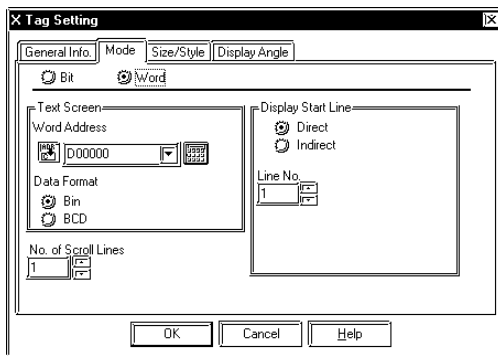 X Tag Setting
General Info. Mode Size/Style Display Angle
Bit Word
Text Screen
Word Address
D00000
Data Format
Bin
BCD
No. of Scroll Lines
1
Display Start Line
Direct
Indirect
Line No.
1
OK Cancel Help